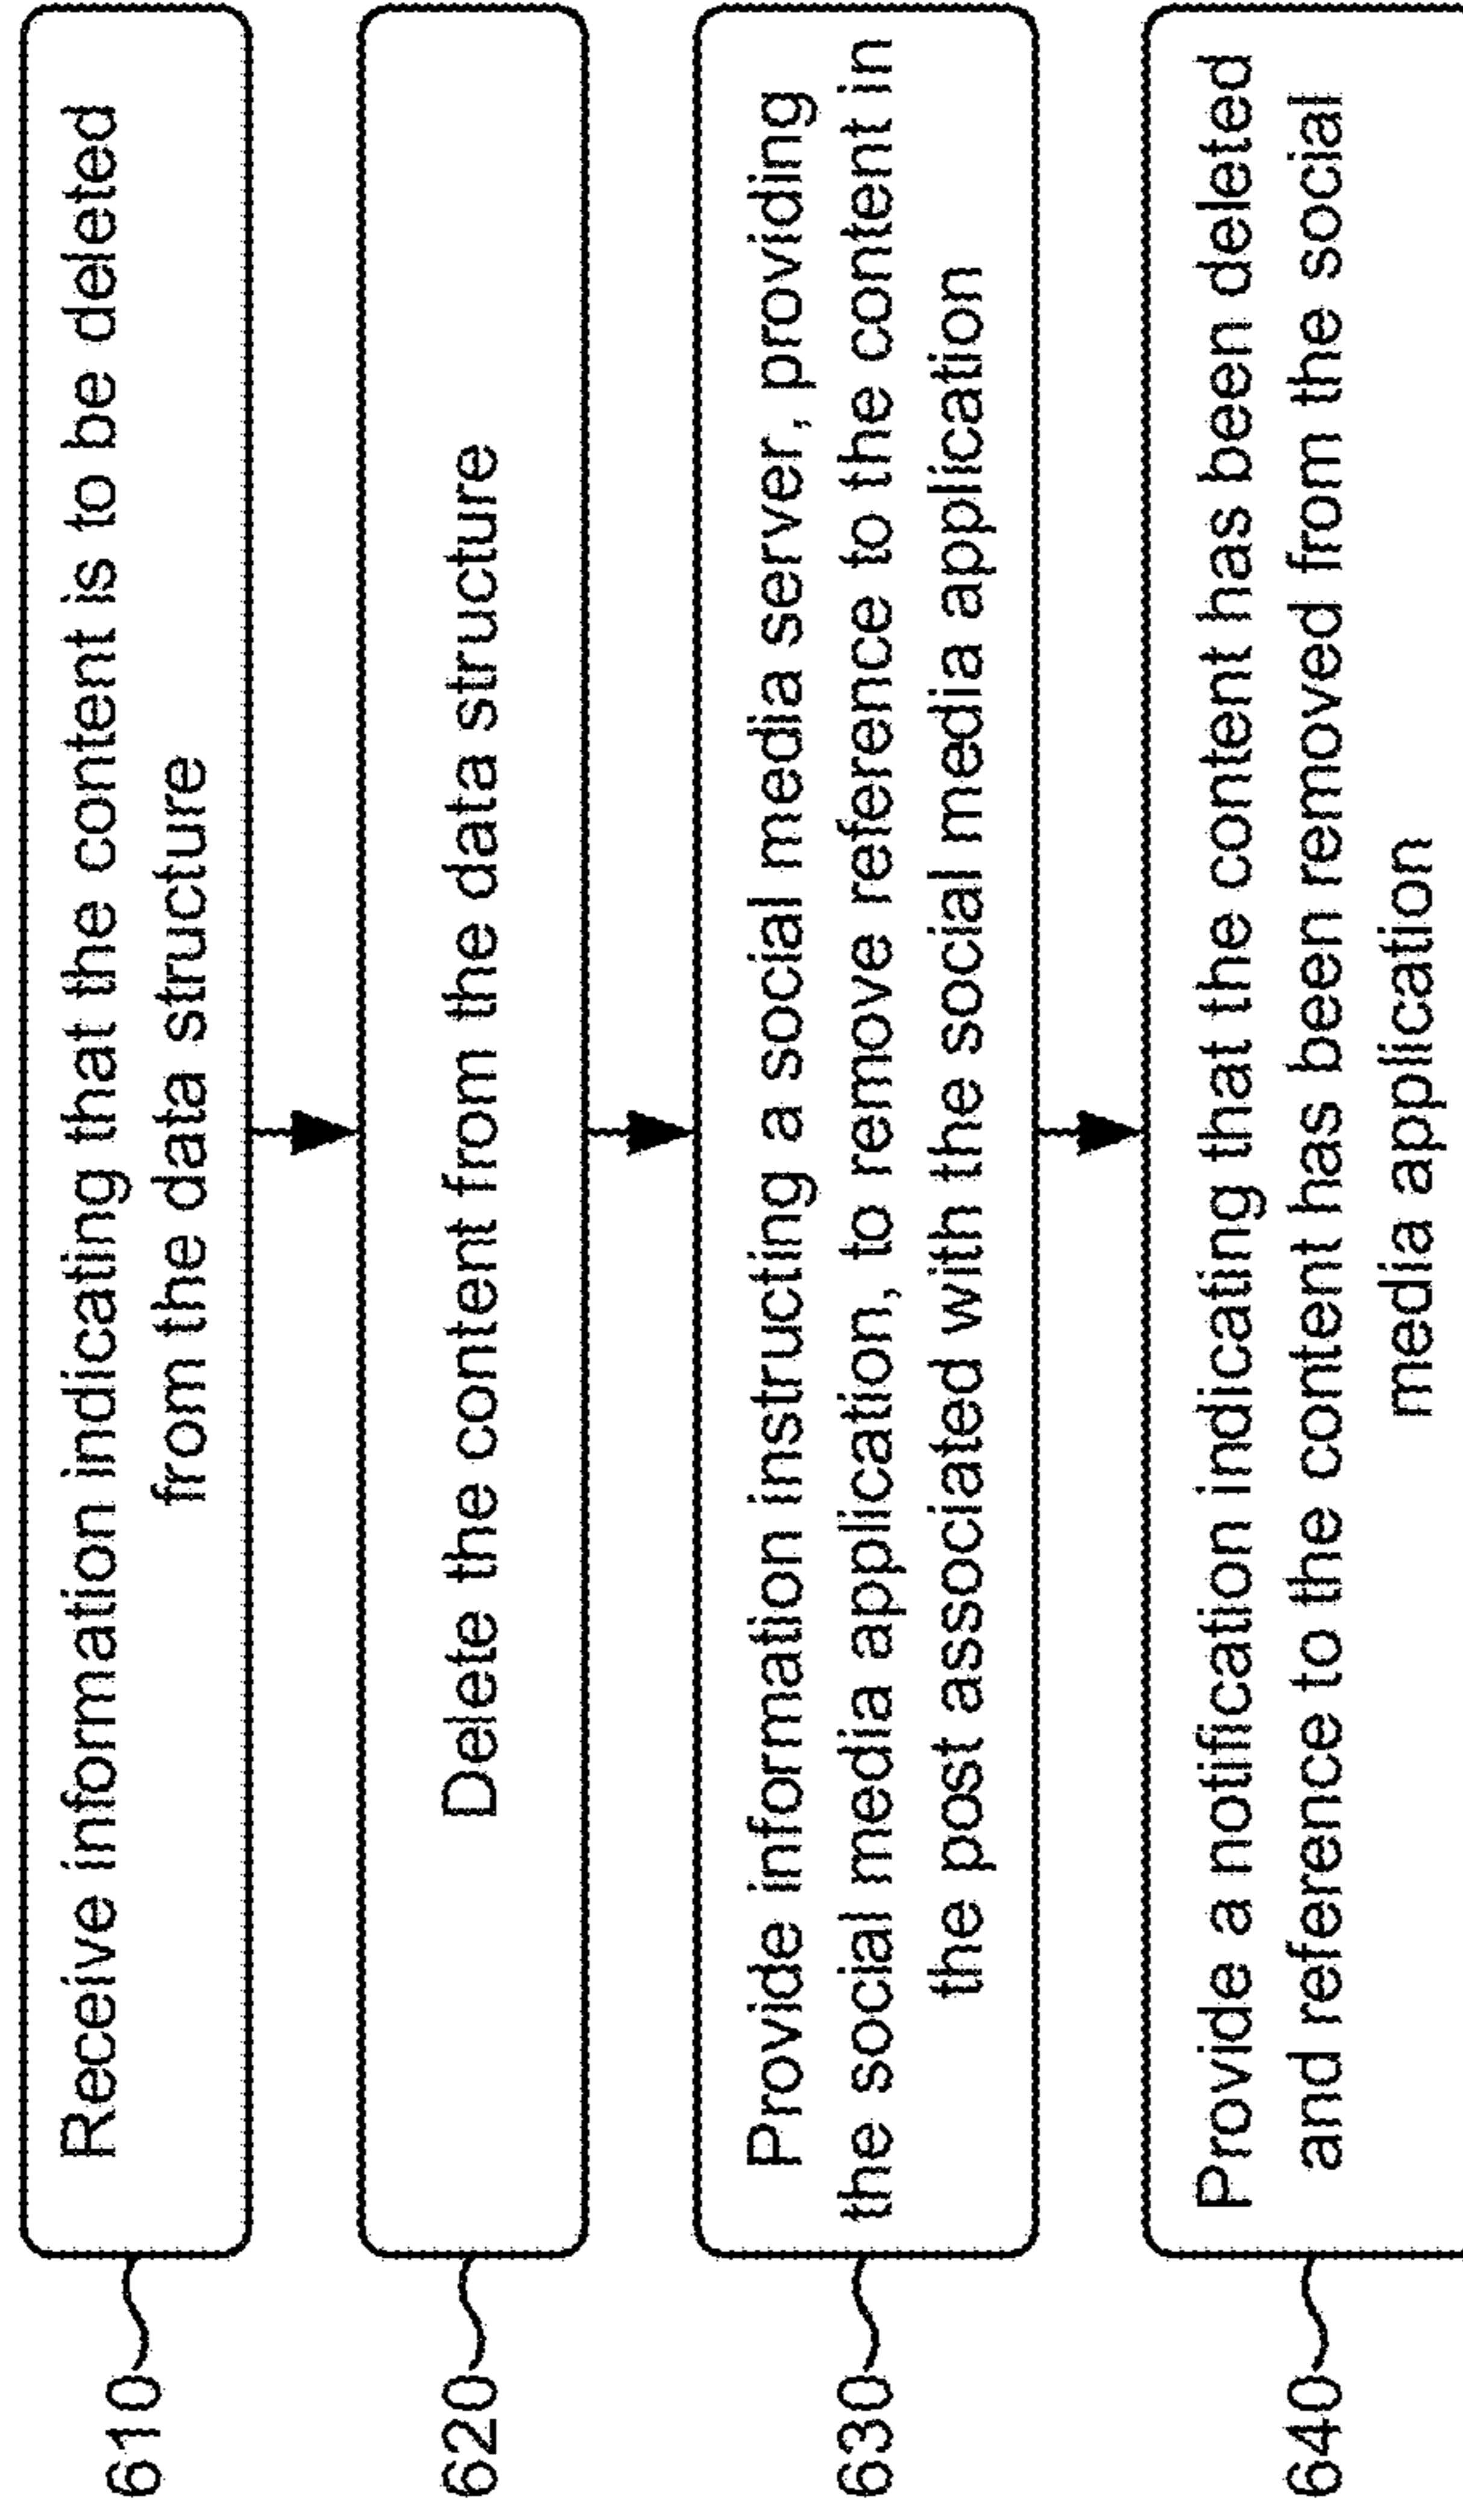 610
Receive information indicating that the content is to be deleted
from the data structure
620
Delete the content from the data structure
630
Provide information instructing a social media server, providing
the social media application, to remove reference to the content in
the post associated with the social media application
640
Provide a notification indicating that the content has been deleted
and reference to the content has been removed from the social
media application